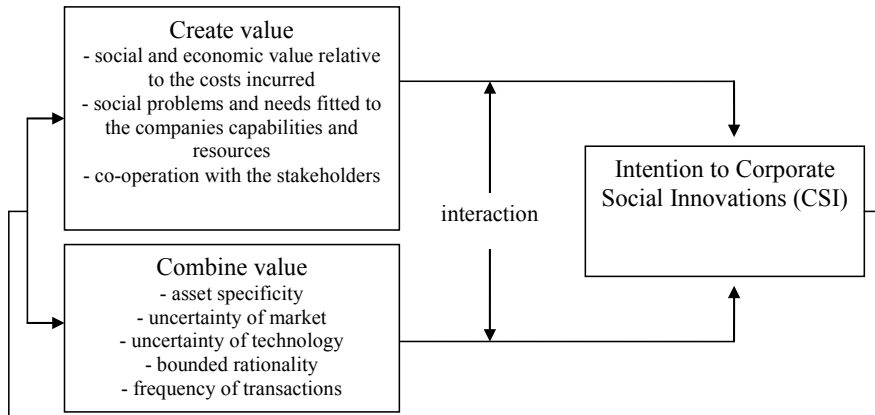 Create value
- social and economic value relative
to the costs incurred
- social problems and needs fitted to
the companies capabilities and
resources
- co-operation with the stakeholders
interaction
Intention to Corporate
Social Innovations (CSI)
Combine value
- asset specificity
- uncertainty of market
- uncertainty of technology
- bounded rationality
- frequency of transactions